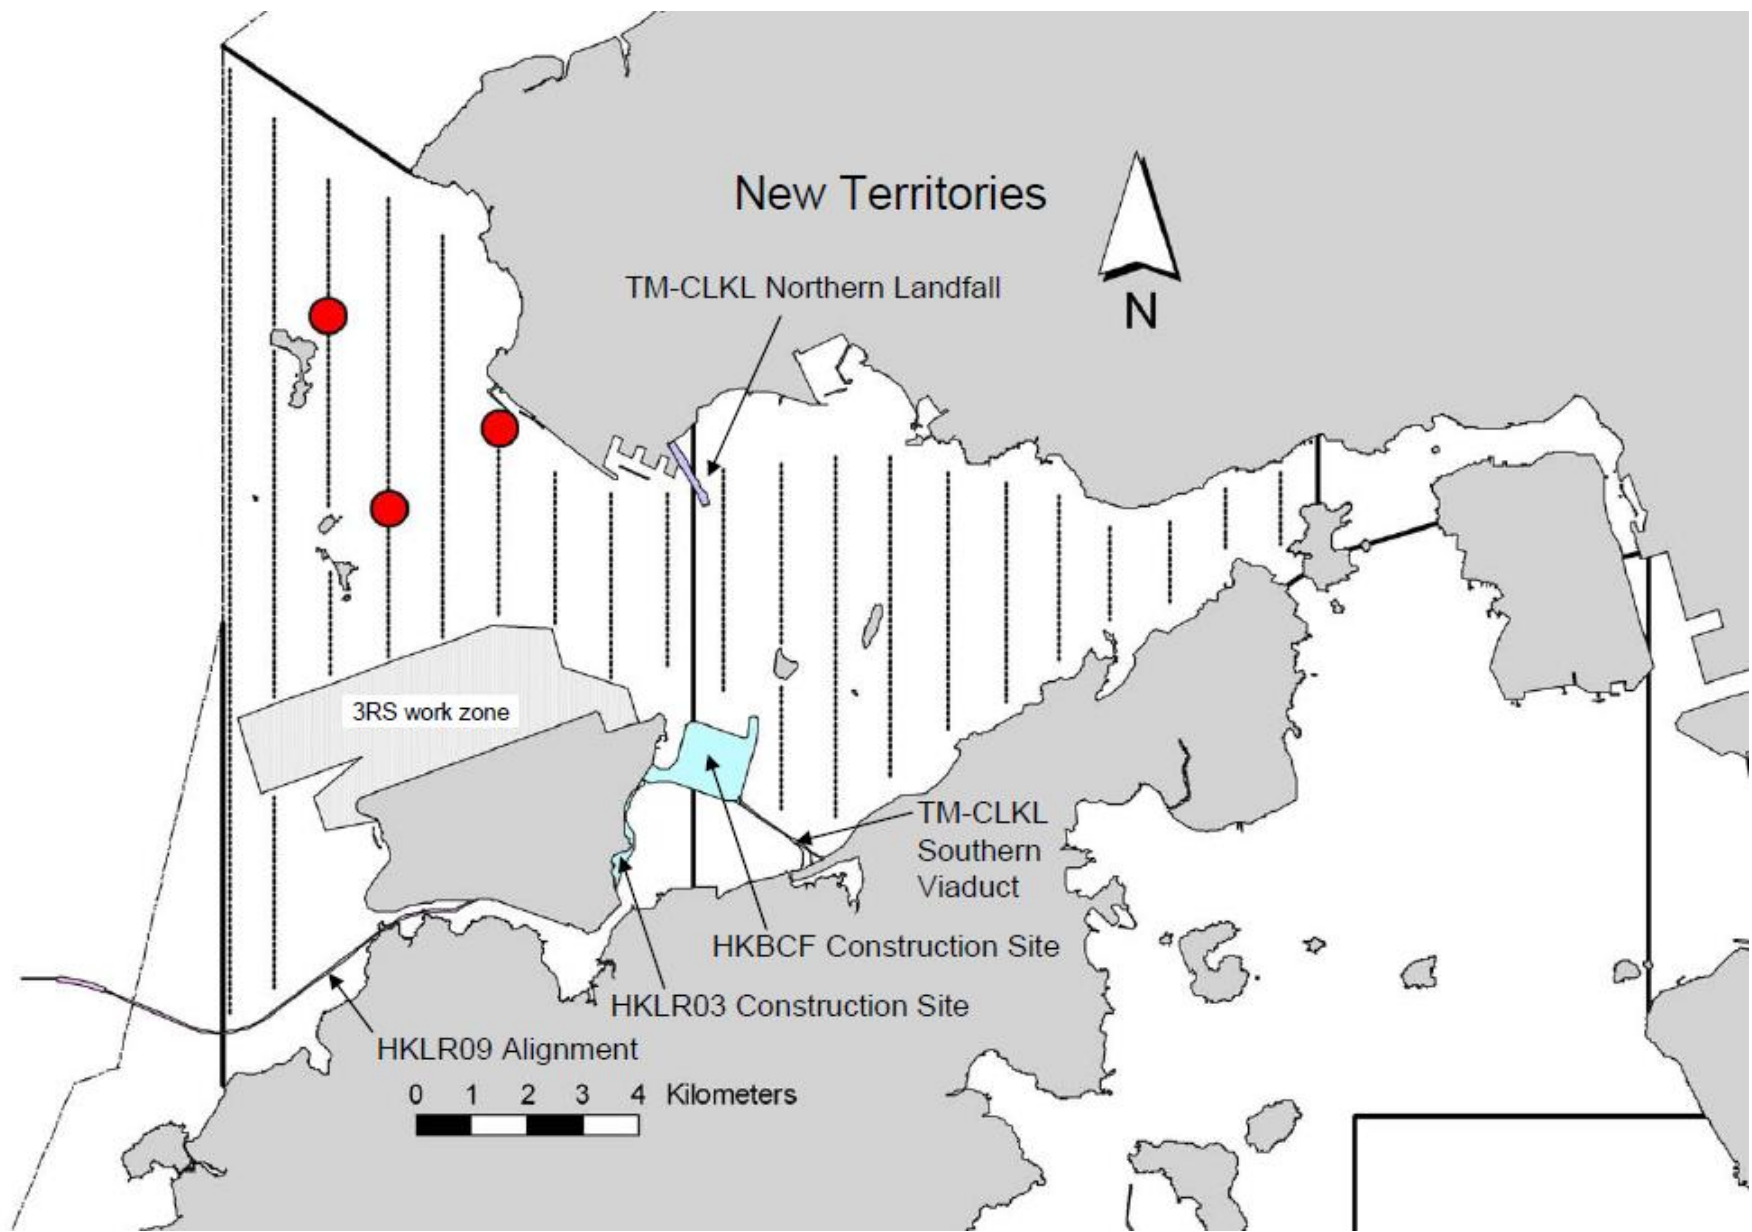 New Territories
TM-CLKL Northern Landfall
N
3RS work zone
TM-CLKL
Southern
Viaduct
HKBCF Construction Site
HKLR03 Construction Site
HKLR09 Alignment
0 1 2 3 4 Kilometers